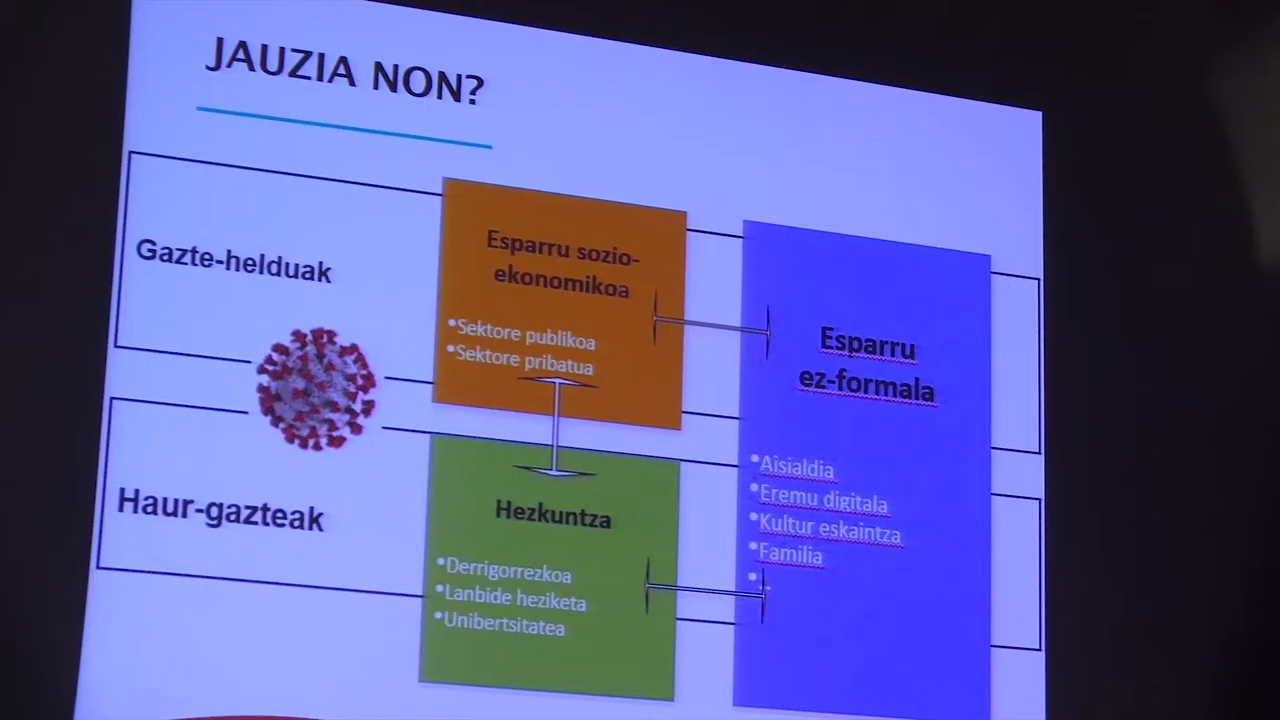 JAUZIA NON?
Gazte-helduak
Esparru sozio-
ekonomikoa
•Sektore publikoa
•Sektore pribatua
Esparru
ez-formala
•Aisialdia
•Eremu digitala
•Kultur eskaintza
•Familia
•...
Haur-gazteak
Hezkuntza
•Derrigorrezkoa
•Lanbide heziketa
•Unibertsitatea